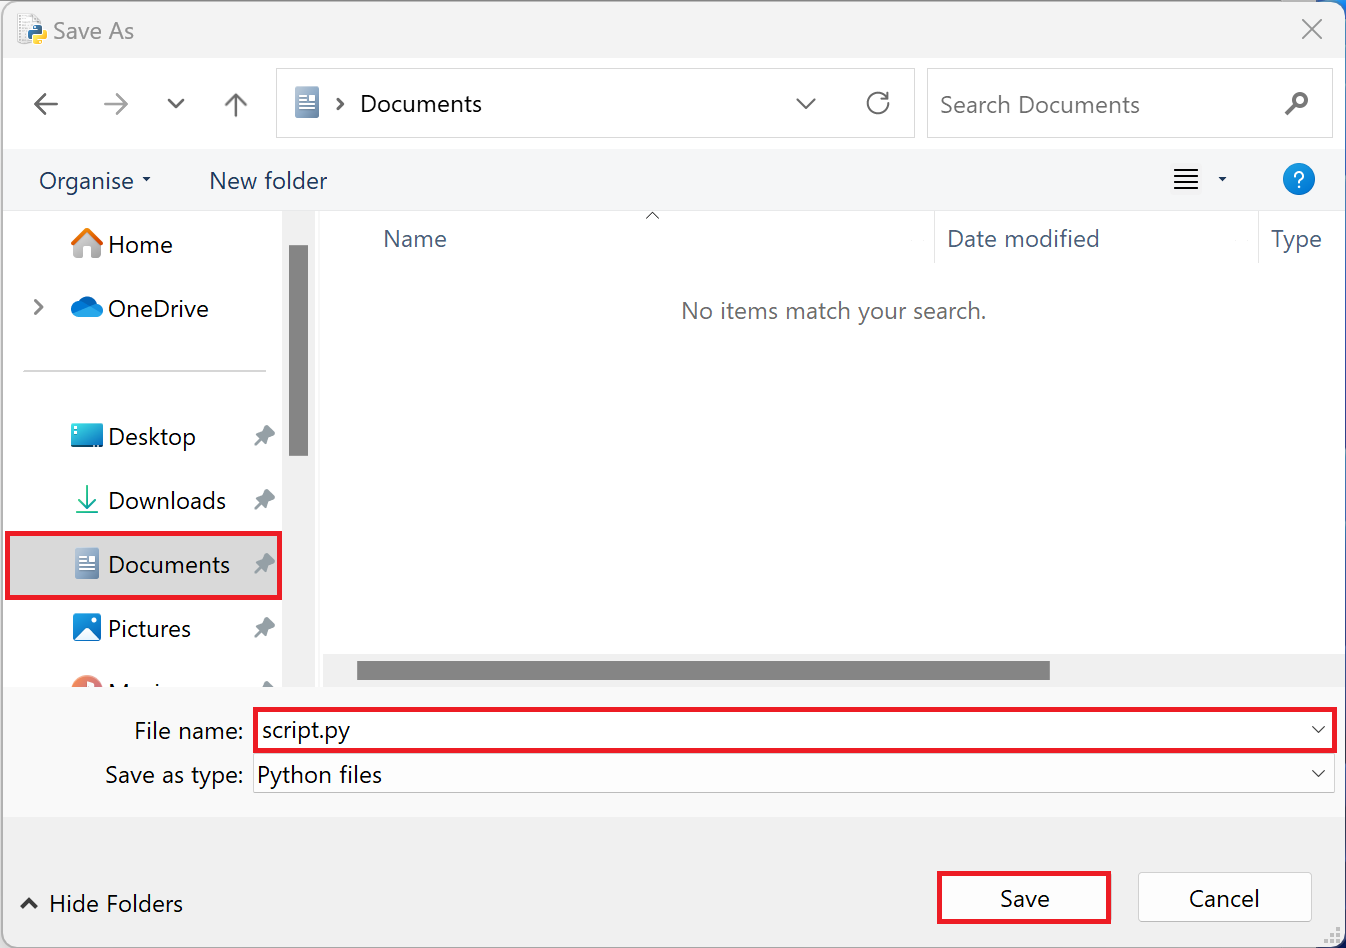 Save As
Documents
Search Documents
Organise New folder
?
Name Date modified Type
No items match your search.
Home
OneDrive
Desktop
Downloads
Documents
Pictures
File name: script.py
Save as type: Python files
Hide Folders Save Cancel